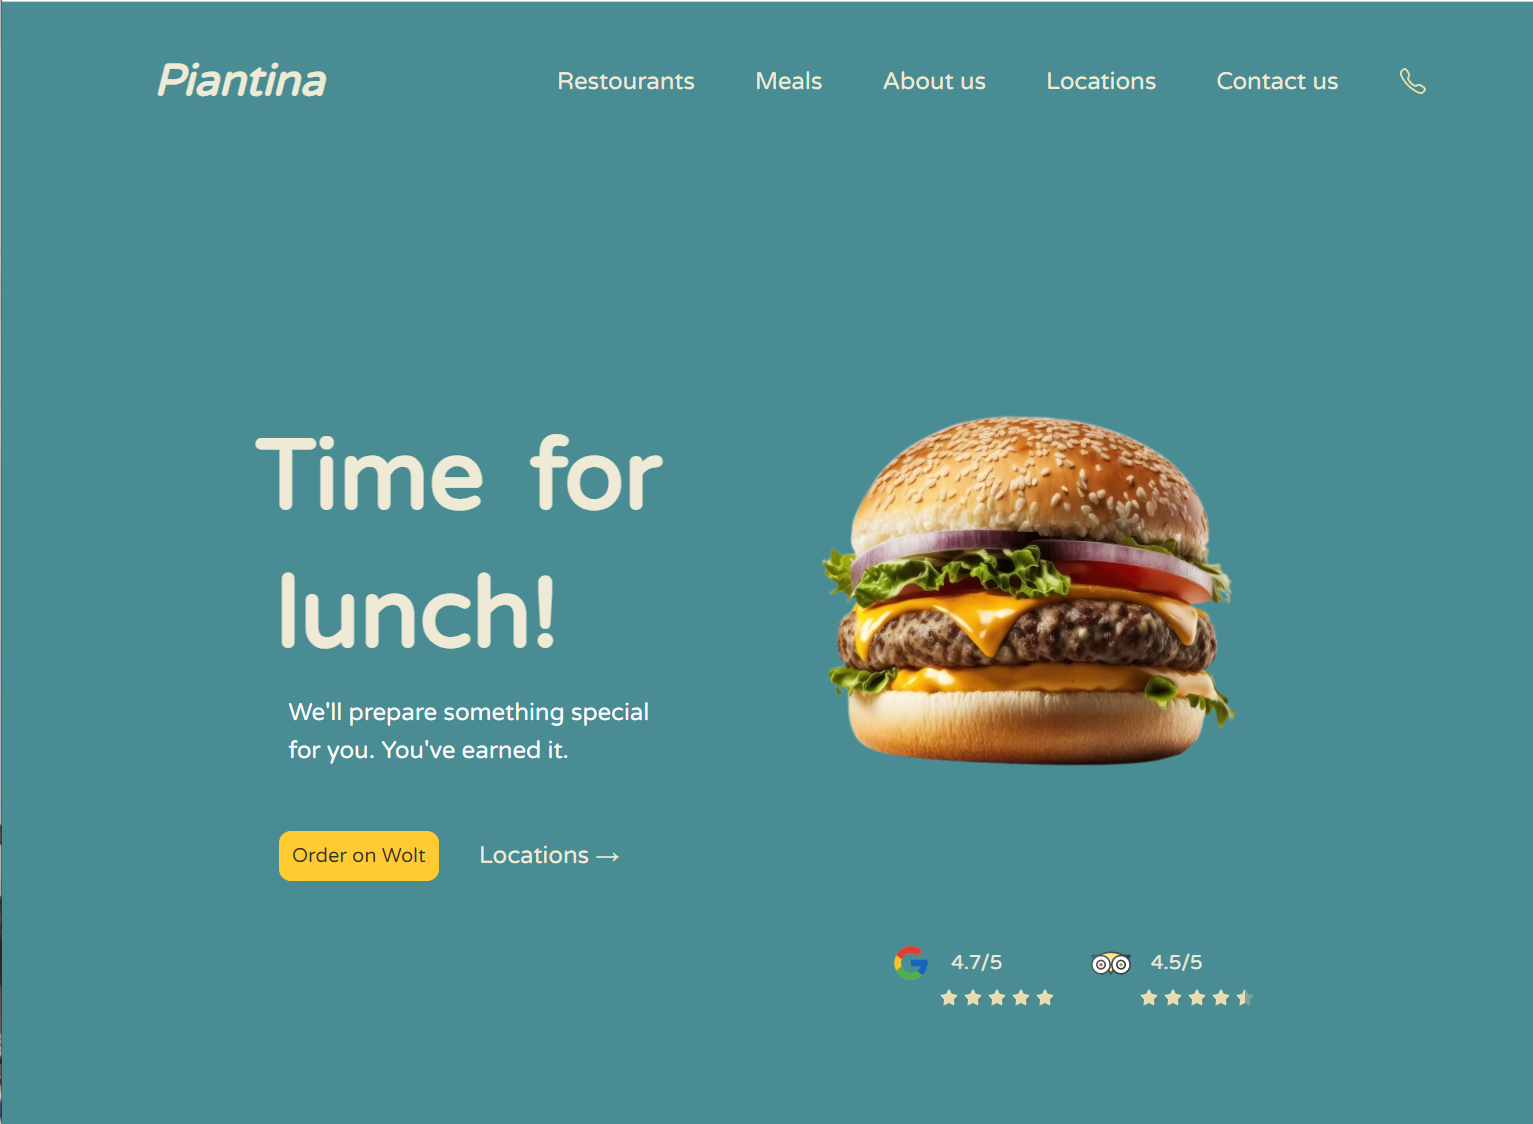 Piantina
Restourants Meals About us Locations Contact us
Time for
lunch!
We'll prepare something special
for you. You've earned it.
Order on Wolt
Locations →
4.7/5
4.5/5